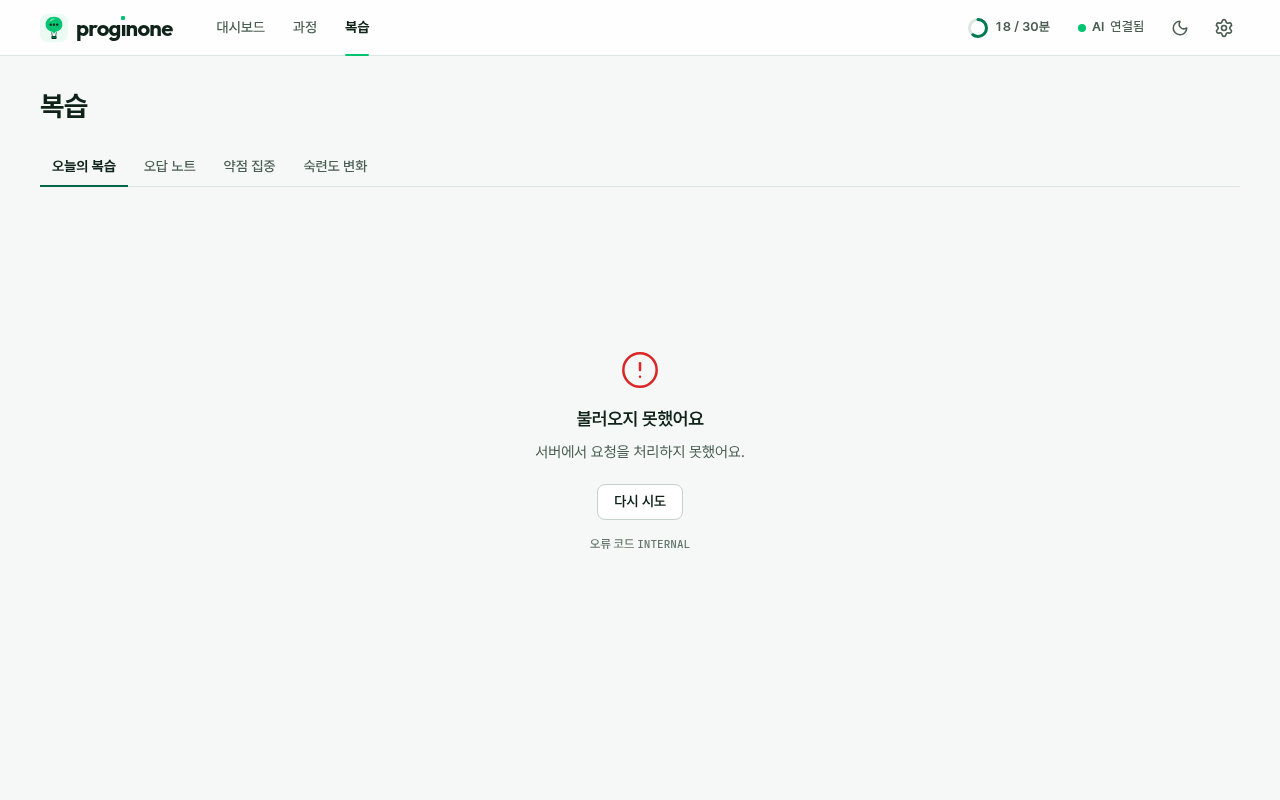 proginone
대시보드
과정
복습
18 / 30분
AI 연결됨
복습
오늘의 복습
오답 노트
약점 집중
숙련도 변화
불러오지 못했어요
서버에서 요청을 처리하지 못했어요.
다시 시도
오류 코드 INTERNAL